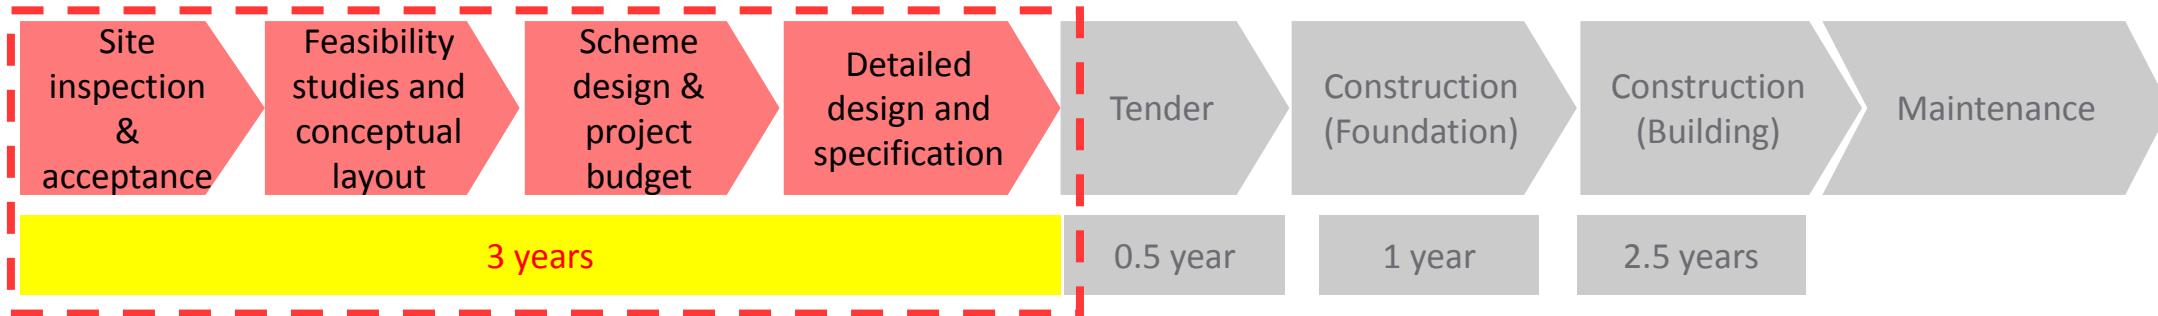 Site
inspection
&
acceptance
Feasibility
studies and
conceptual
layout
Scheme
design &
project
budget
Detailed
design and
specification
Tender
Construction
(Foundation)
Construction
(Building)
Maintenance
3 years
0.5 year
1 year
2.5 years